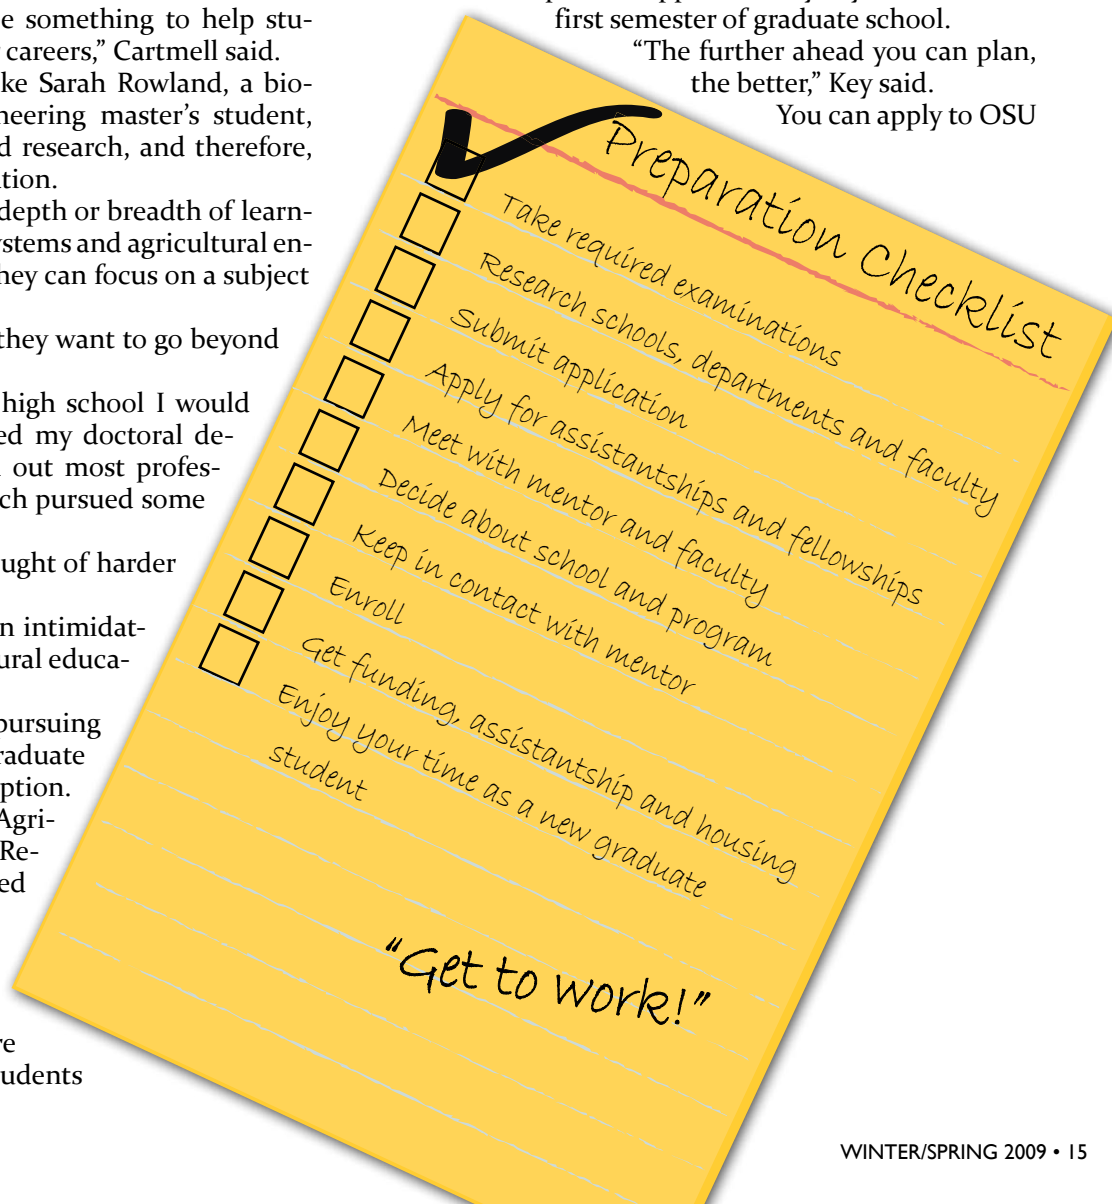 e something to help stu-
careers,” Cartmell said.
ke Sarah Rowland, a bio-
neering master’s student,
d research, and therefore,
tion.
depth or breadth of learn-
ystems and agricultural en-
hey can focus on a subject
they want to go beyond
high school I would
ed my doctoral de-
out most profes-
ch pursued some
ught of harder
n intimidat-
ural educa-
pursuing
raduate
ption.
Agri-
Re-
ed
re
udents
first semester of graduate school.
“The further ahead you can plan,
the better,” Key said.
You can apply to OSU
Preparation Checklist
Take required examinations
Research schools, departments and faculty
Submit application
Apply for assistantships and fellowships
Meet with mentor and faculty
Decide about school and program
Keep in contact with mentor
Enroll
Get funding, assistantship and housing
Enjoy your time as a new graduate
student
"Get to work!"
WINTER/SPRING 2009 • 15